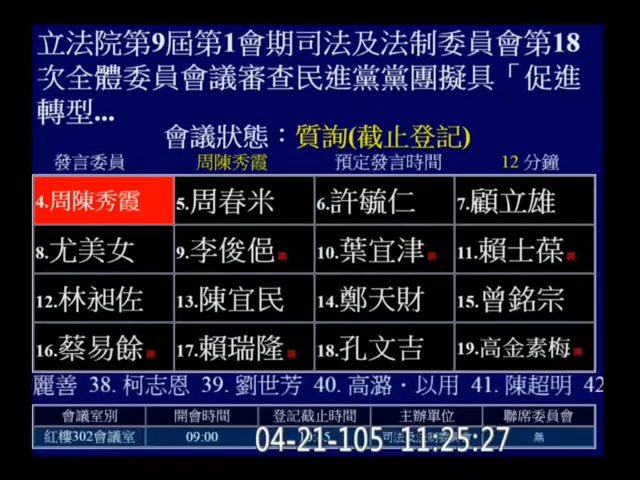 立法院第9屆第1會期司法及法制委員會第18
次全體委員會議審查民進黨黨團擬具「促進
轉型...
會議狀態：質詢(截止登記)
發言委員 周陳秀霞 預定發言時間 12 分鐘
4.周陳秀霞 5.周春米 6.許毓仁 7.顧立雄
8.尤美女 9.李俊俋 10.葉宜津 11.賴士葆
12.林昶佐 13.陳宜民 14.鄭天財 15.曾銘宗
16.蔡易餘 17.賴瑞隆 18.孔文吉 19.高金素梅
麗善 38. 柯志恩 39. 劉世芳 40. 高潞．以用 41. 陳超明 42
會議室別 開會時間 登記截止時間 主辦單位 聯席委員會
紅樓302會議室 09:00 司法及法制委員會 無
04-21-105 11:25:27